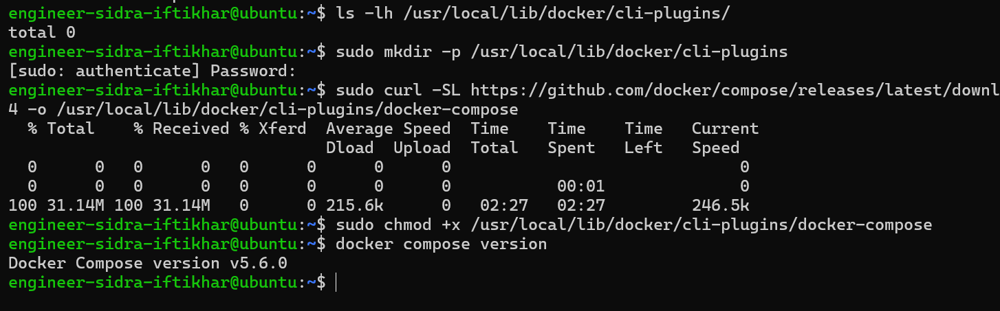 engineer-sidra-iftikhar@ubuntu:~$ ls -lh /usr/local/lib/docker/cli-plugins/
total 0
engineer-sidra-iftikhar@ubuntu:~$ sudo mkdir -p /usr/local/lib/docker/cli-plugins
[sudo: authenticate] Password:
engineer-sidra-iftikhar@ubuntu:~$ sudo curl -SL https://github.com/docker/compose/releases/latest/downl
4 -o /usr/local/lib/docker/cli-plugins/docker-compose
% Total % Received % Xferd Average Speed Time Time Time Current
Dload Upload Total Spent Left Speed
0 0 0 0 0 0 0 0 0
0 0 0 0 0 0 0 0 00:01 0
100 31.14M 100 31.14M 0 0 215.6k 0 02:27 02:27 246.5k
engineer-sidra-iftikhar@ubuntu:~$ sudo chmod +x /usr/local/lib/docker/cli-plugins/docker-compose
engineer-sidra-iftikhar@ubuntu:~$ docker compose version
Docker Compose version v5.6.0
engineer-sidra-iftikhar@ubuntu:~$